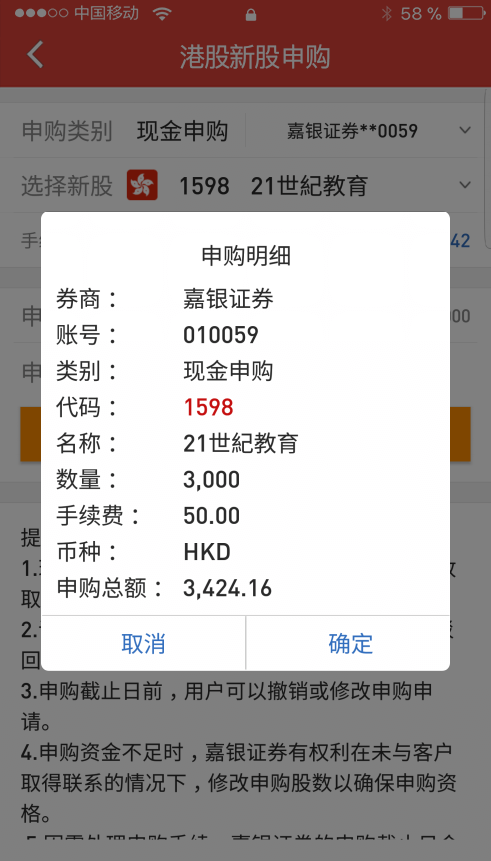 中国移动 58 %
港股新股申购
申购类别 现金申购 嘉银证券**0059
选择新股 1598 21世紀教育
手 42
申购明细
申 00
券商： 嘉银证券
账号： 010059
类别： 现金申购
申
代码： 1598
名称： 21世紀教育
数量： 3,000
手续费： 50.00
提
币种： HKD
1.
申购总额： 3,424.16
取
2.
取消 确定
回
3.申购截止日前，用户可以撤销或修改申购申
请。
4.申购资金不足时，嘉银证券有权利在未与客户
取得联系的情况下，修改申购股数以确保申购资
格。